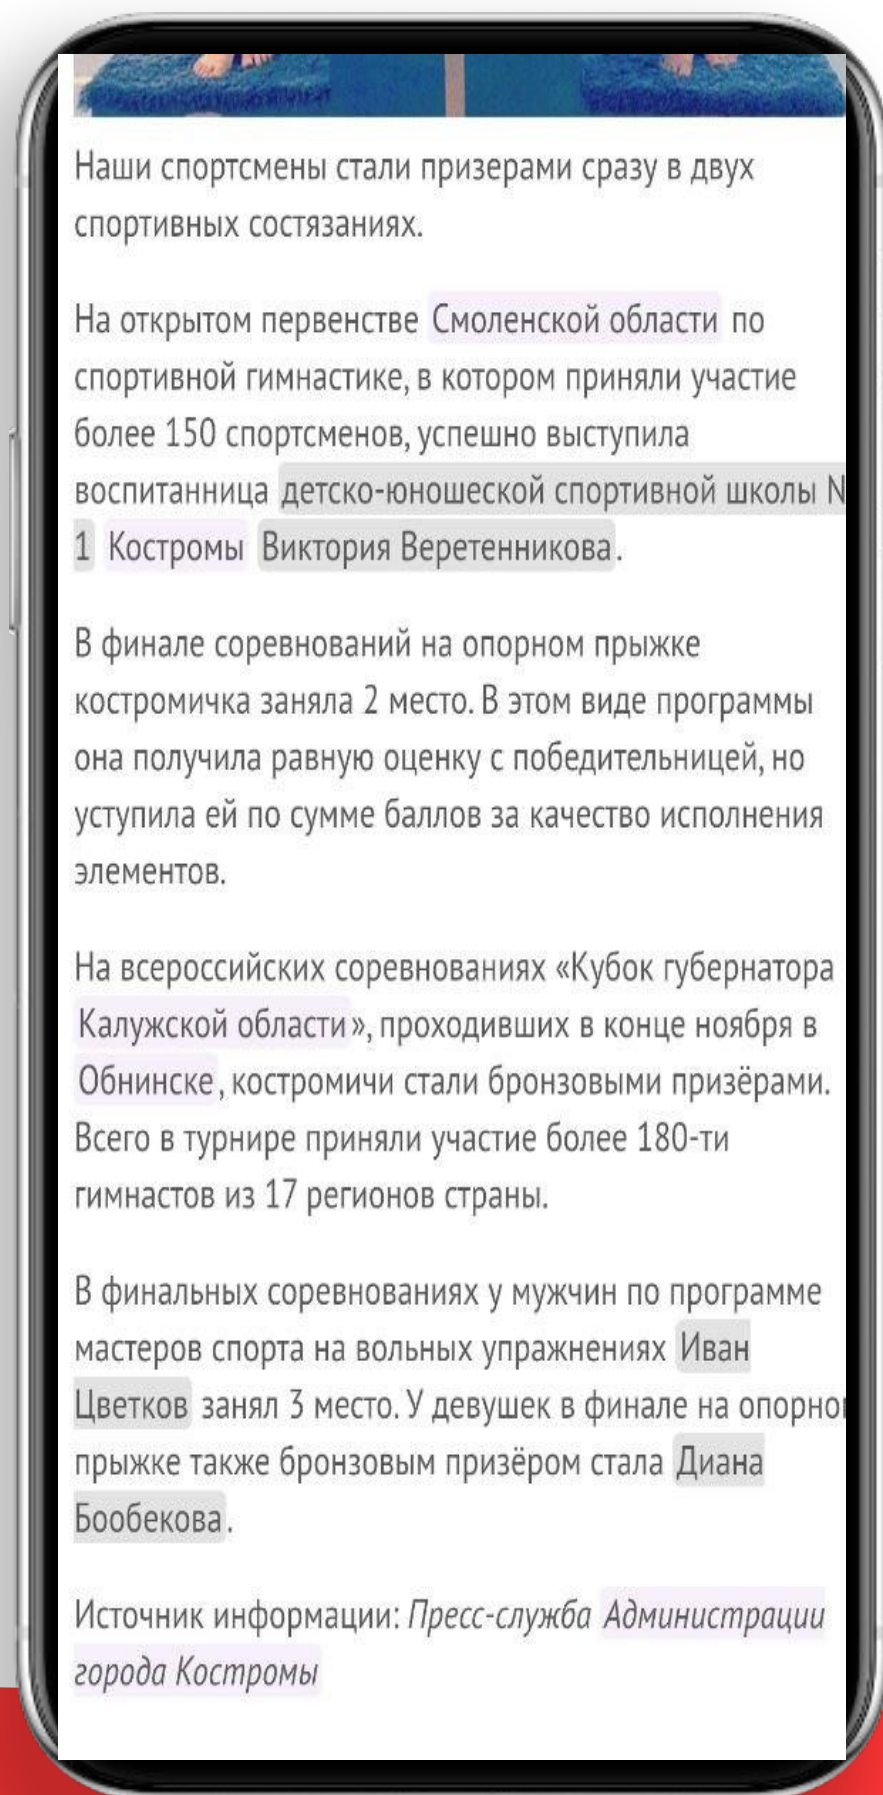 Наши спортсмены стали призерами сразу в двух
спортивных состязаниях.
На открытом первенстве Смоленской области по
спортивной гимнастике, в котором приняли участие
более 150 спортсменов, успешно выступила
воспитанница детско-юношеской спортивной школы N
1 Костромы Виктория Веретенникова.
В финале соревнований на опорном прыжке
костромичка заняла 2 место. В этом виде программы
она получила равную оценку с победительницей, но
уступила ей по сумме баллов за качество исполнения
элементов.
На всероссийских соревнованиях «Кубок губернатора
Калужской области», проходивших в конце ноября в
Обнинске, костромичи стали бронзовыми призёрами.
Всего в турнире приняли участие более 180-ти
гимнастов из 17 регионов страны.
В финальных соревнованиях у мужчин по программе
мастеров спорта на вольных упражнениях Иван
Цветков занял 3 место. У девушек в финале на опорно
прыжке также бронзовым призёром стала Диана
Бообекова.
Источник информации: Пресс-служба Администрации
города Костромы